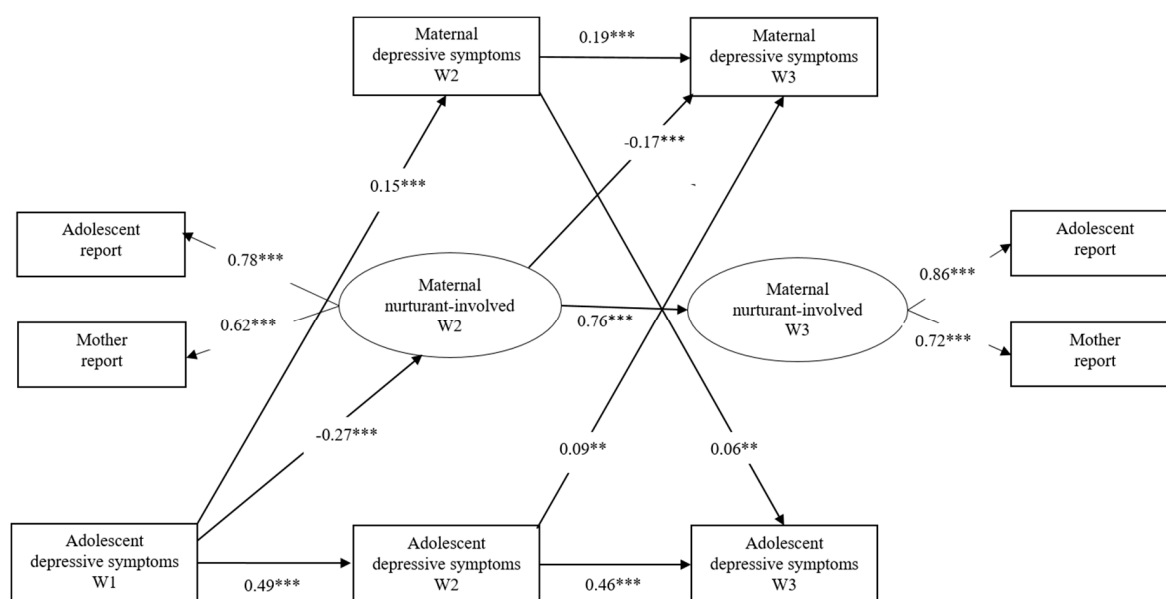 Maternal
depressive symptoms
W2
0.19***
Maternal
depressive symptoms
W3
-0.17***
0.15***
Adolescent
report
0.78***
Mother
report
0.62***
Maternal
nurturant-involved
W2
0.76***
Maternal
nurturant-involved
W3
0.86***
Adolescent
report
0.72***
Mother
report
-0.27***
0.09**
0.06**
Adolescent
depressive symptoms
W1
0.49***
Adolescent
depressive symptoms
W2
0.46***
Adolescent
depressive symptoms
W3